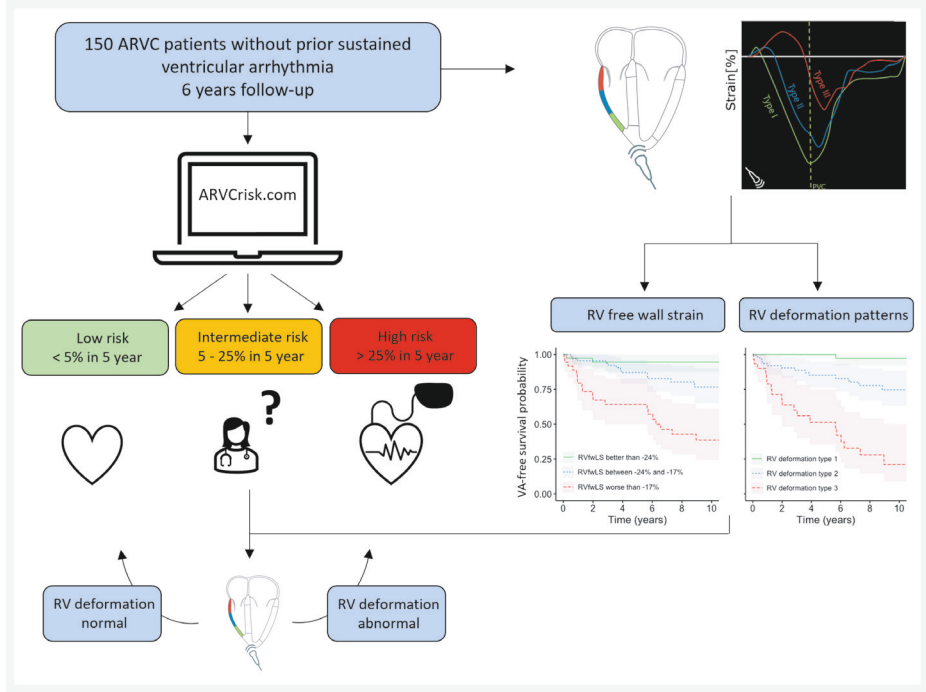 150 ARVC patients without prior sustained
ventricular arrhythmia
6 years follow-up
Strain[%]
Type I
Type II
Type III
PVC
ARVCrisk.com
Low risk
< 5% in 5 year
Intermediate risk
5 - 25% in 5 year
High risk
> 25% in 5 year
?
RV free wall strain
RV deformation patterns
VA-free survival probability
1.00
0.75
0.50
0.25
0.00
RVfwLS better than -24%
RVfwLS between -24% and -17%
RVfwLS worse than -17%
0 2 4 6 8 10
Time (years)
RV deformation type 1
RV deformation type 2
RV deformation type 3
0 2 4 6 8 10
Time (years)
RV deformation
normal
RV deformation
abnormal